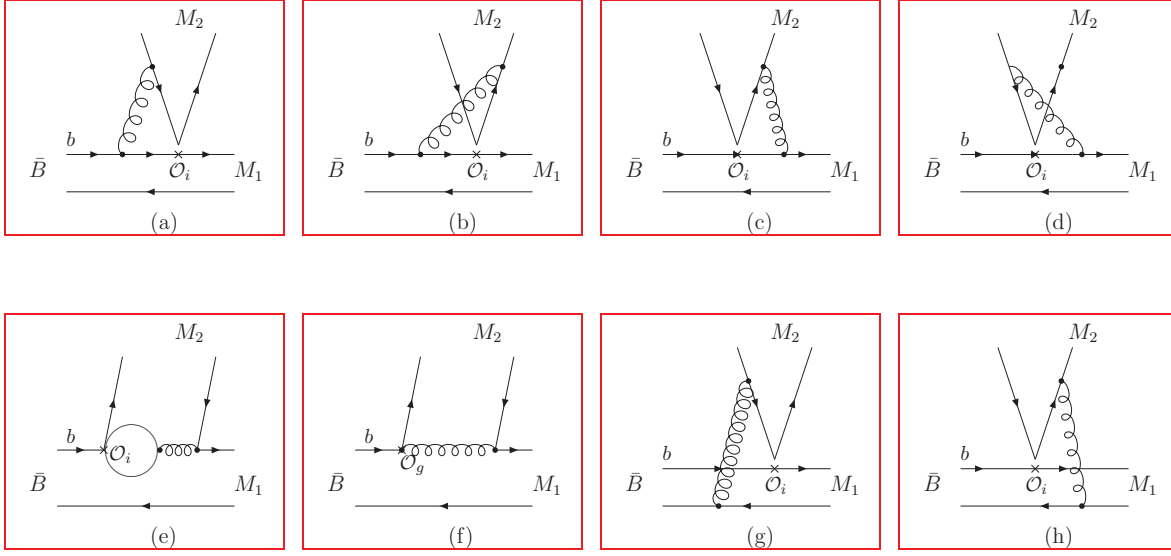 M₂
b
B̄
𝒪ᵢ
M₁
(a)
M₂
b
B̄
𝒪ᵢ
M₁
(b)
M₂
b
B̄
𝒪ᵢ
M₁
(c)
M₂
b
B̄
𝒪ᵢ
M₁
(d)
M₂
b
𝒪ᵢ
B̄
M₁
(e)
M₂
b
𝒪g
B̄
M₁
(f)
M₂
b
B̄
𝒪ᵢ
M₁
(g)
M₂
b
B̄
𝒪ᵢ
M₁
(h)